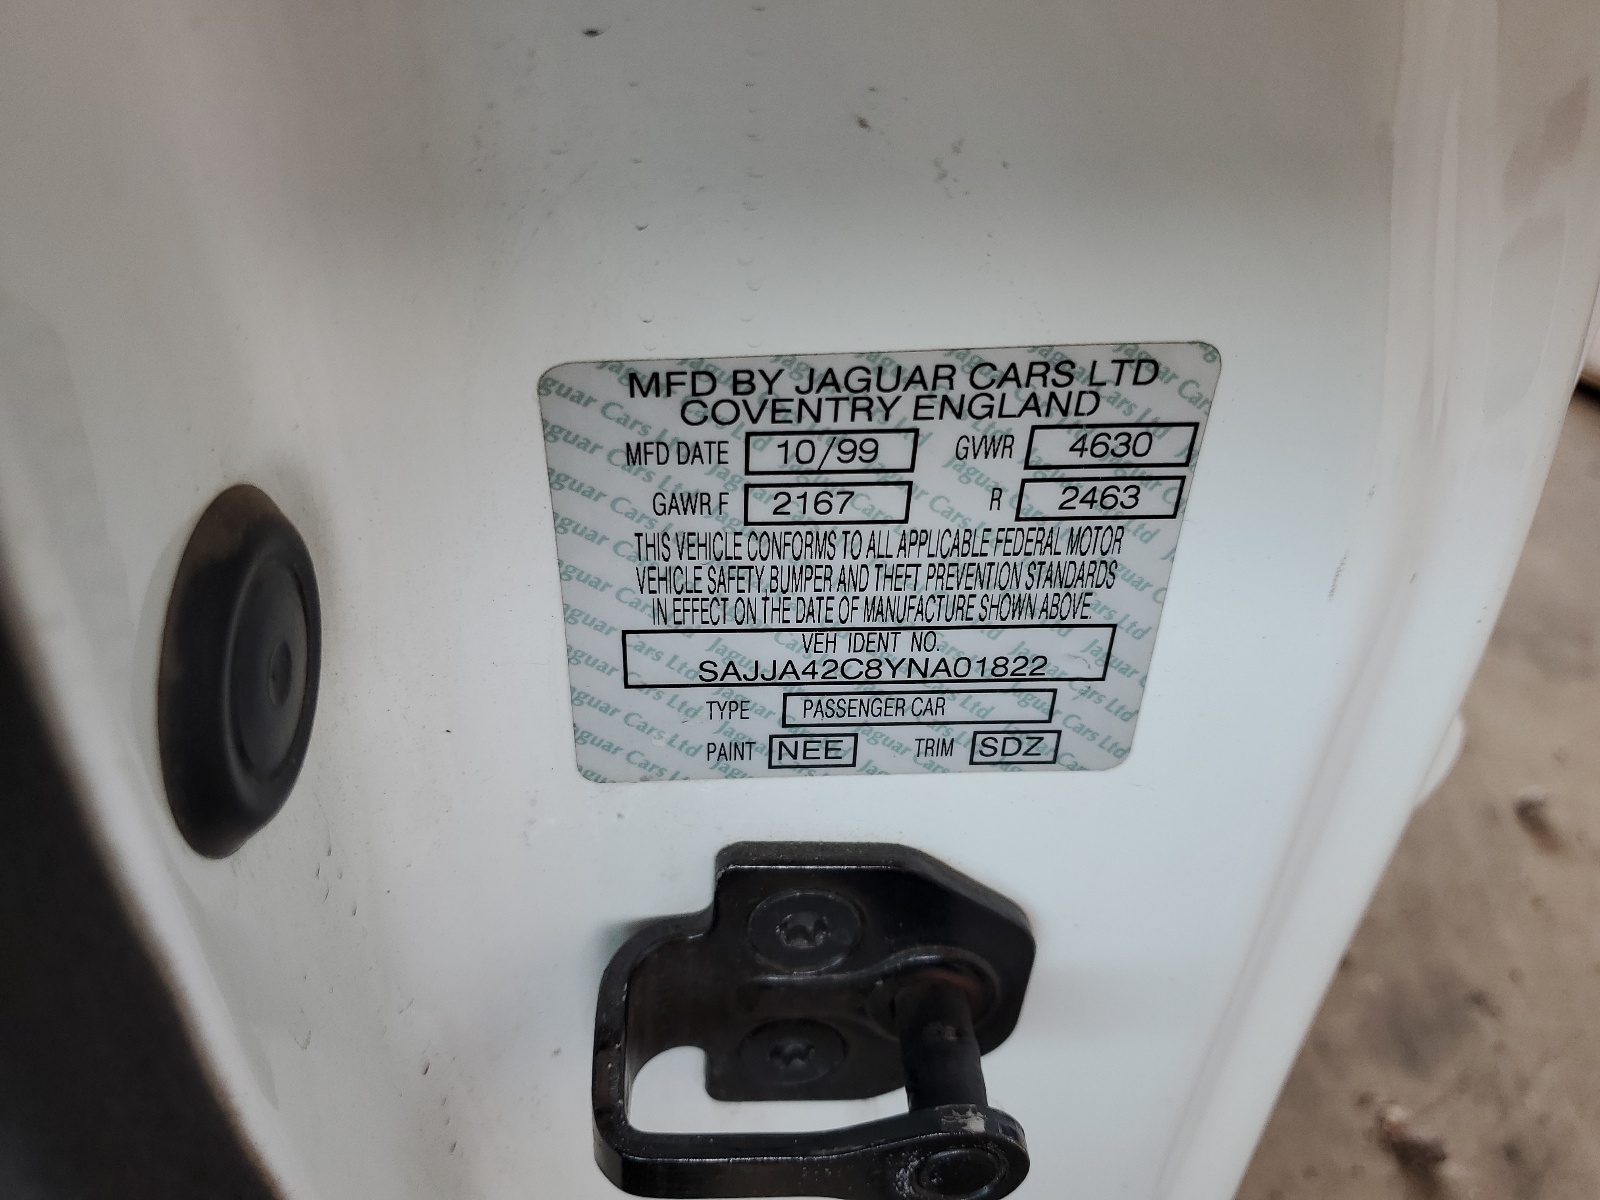 MFD BY JAGUAR CARS LTD
COVENTRY ENGLAND
MFD DATE 10/99 GVWR 4630
GAWR F 2167 R 2463
THIS VEHICLE CONFORMS TO ALL APPLICABLE FEDERAL MOTOR
VEHICLE SAFETY, BUMPER AND THEFT PREVENTION STANDARDS
IN EFFECT ON THE DATE OF MANUFACTURE SHOWN ABOVE.
VEH IDENT NO.
SAJJA42C8YNA01822
TYPE PASSENGER CAR
PAINT NEE TRIM SDZ